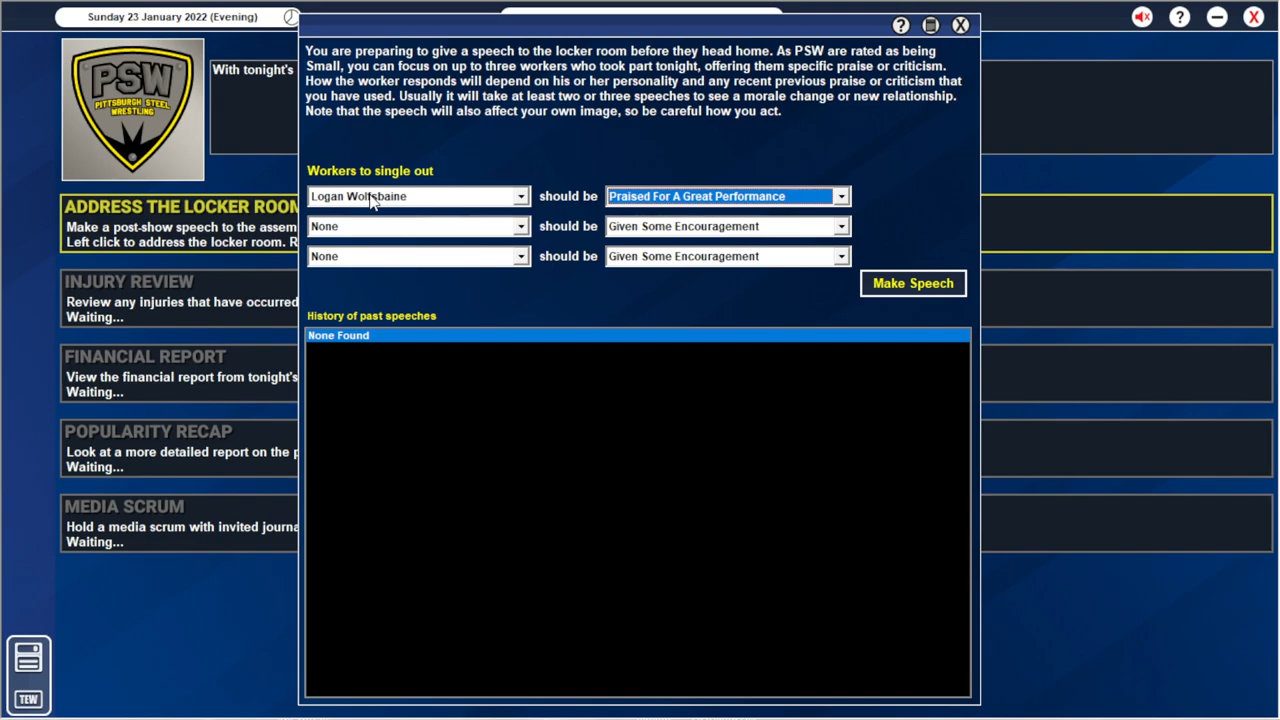 Sunday 23 January 2022 (Evening)
PSW
PITTSBURGH STEEL
WRESTLING
With tonight's
You are preparing to give a speech to the locker room before they head home. As PSW are rated as being
Small, you can focus on up to three workers who took part tonight, offering them specific praise or criticism.
How the worker responds will depend on his or her personality and any recent previous praise or criticism that
you have used. Usually it will take at least two or three speeches to see a morale change or new relationship.
Note that the speech will also affect your own image, so be careful how you act.
Workers to single out
Logan Wolfsbaine should be Praised For A Great Performance
None should be Given Some Encouragement
None should be Given Some Encouragement
Make Speech
History of past speeches
None Found
ADDRESS THE LOCKER ROOM
Make a post-show speech to the assem
Left click to address the locker room. R
INJURY REVIEW
Review any injuries that have occurred
Waiting...
FINANCIAL REPORT
View the financial report from tonight's
Waiting...
POPULARITY RECAP
Look at a more detailed report on the p
Waiting...
MEDIA SCRUM
Hold a media scrum with invited journa
Waiting...
TEW